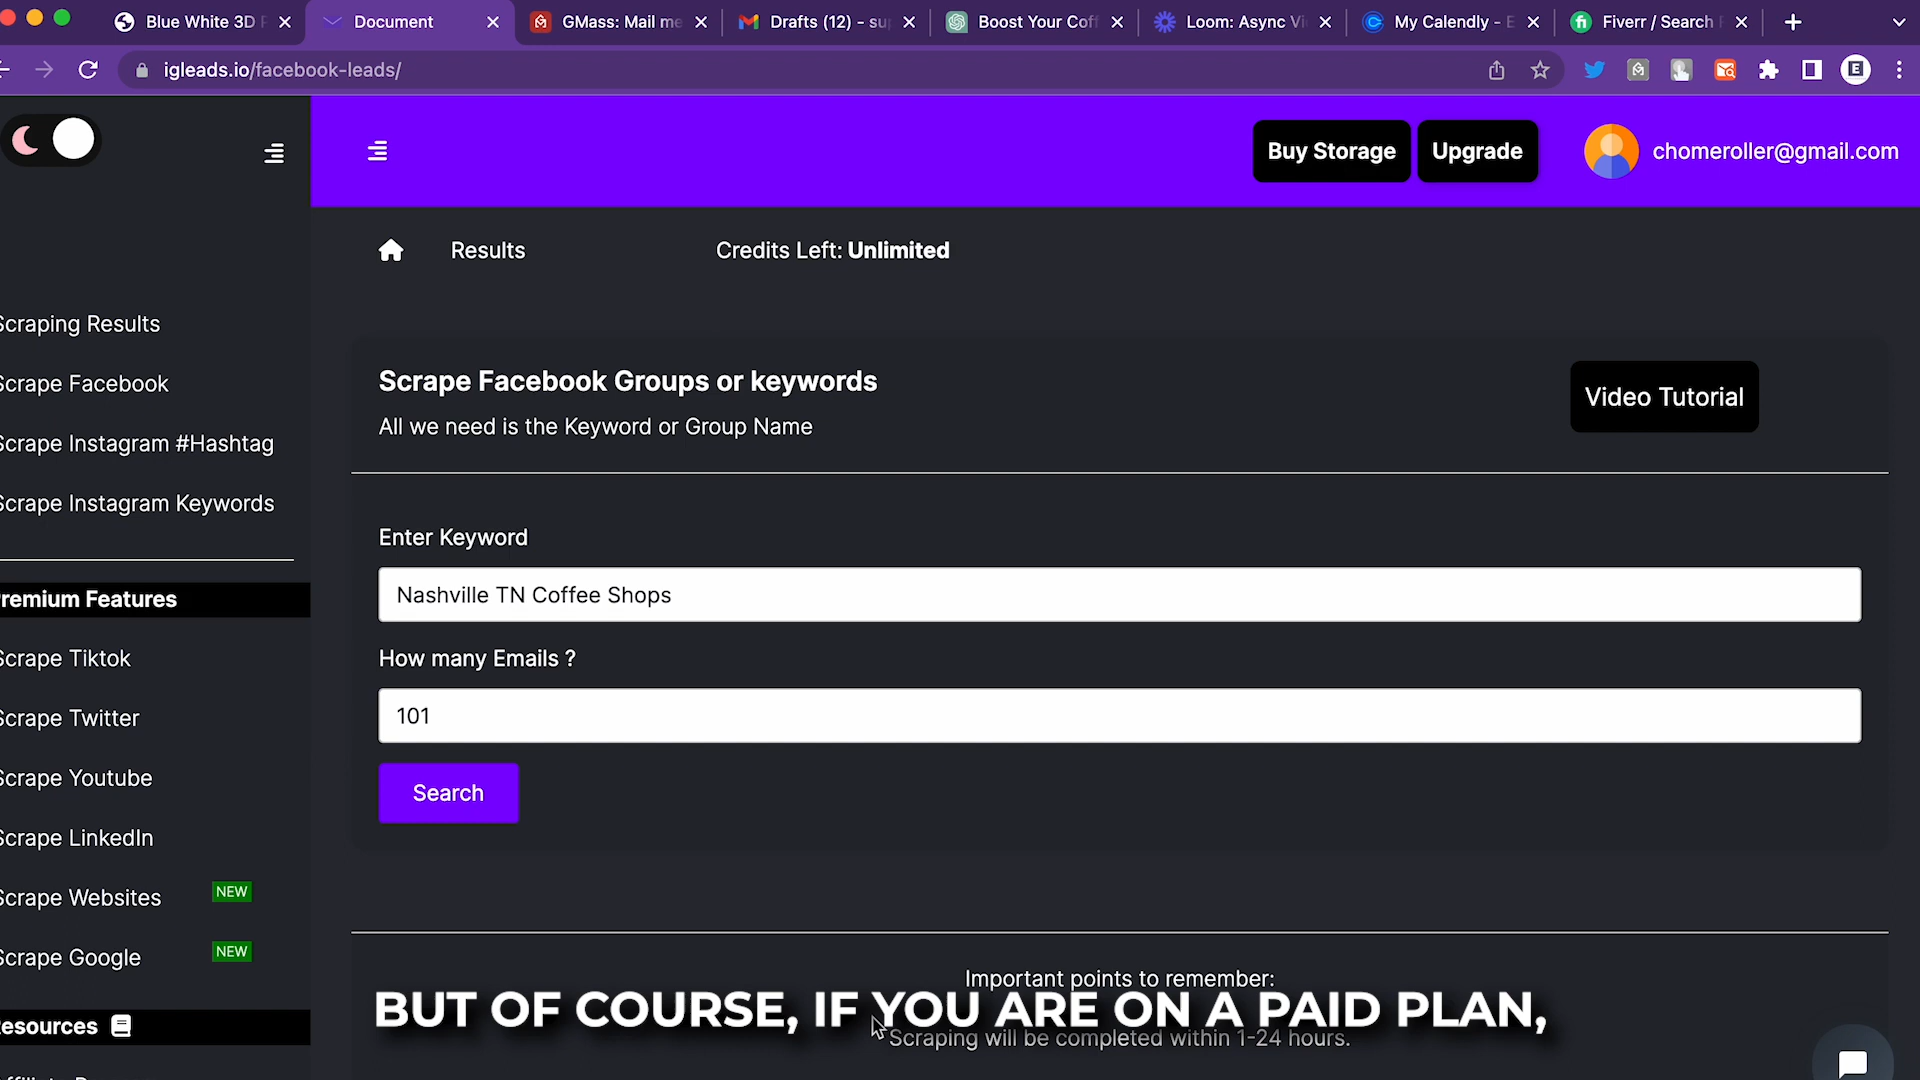 Blue White 3D
Document
GMass: Mail me
Drafts (12) - su
Boost Your Coff
Loom: Async Vi
My Calendly - E
Fiverr / Search
igleads.io/facebook-leads/
E
Buy Storage
Upgrade
chomeroller@gmail.com
Results
Credits Left: Unlimited
Scraping Results
Scrape Facebook
Scrape Instagram #Hashtag
Scrape Instagram Keywords
remium Features
Scrape Tiktok
Scrape Twitter
Scrape Youtube
Scrape LinkedIn
Scrape Websites NEW
Scrape Google NEW
esources
Scrape Facebook Groups or keywords
All we need is the Keyword or Group Name
Video Tutorial
Enter Keyword
Nashville TN Coffee Shops
How many Emails ?
101
Search
Important points to remember:
BUT OF COURSE, IF YOU ARE ON A PAID PLAN,
Scraping will be completed within 1-24 hours.